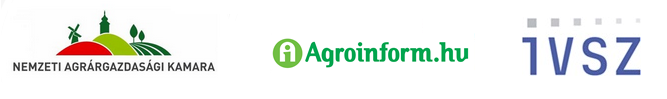 NEMZETI AGRÁRGAZDASÁGI KAMARA
Agroinform.hu
IVSZ